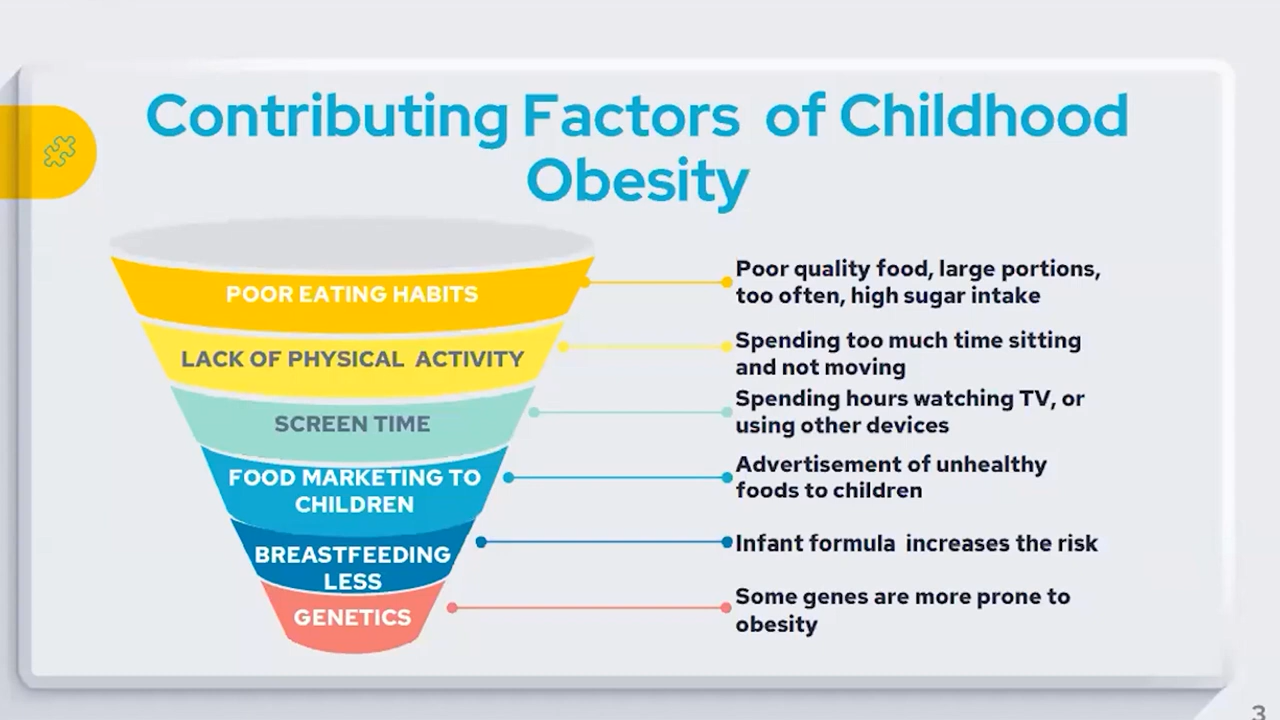 Contributing Factors of Childhood
Obesity
POOR EATING HABITS
Poor quality food, large portions,
too often, high sugar intake
LACK OF PHYSICAL ACTIVITY
Spending too much time sitting
and not moving
SCREEN TIME
Spending hours watching TV, or
using other devices
FOOD MARKETING TO
CHILDREN
Advertisement of unhealthy
foods to children
BREASTFEEDING
LESS
Infant formula increases the risk
GENETICS
Some genes are more prone to
obesity
3